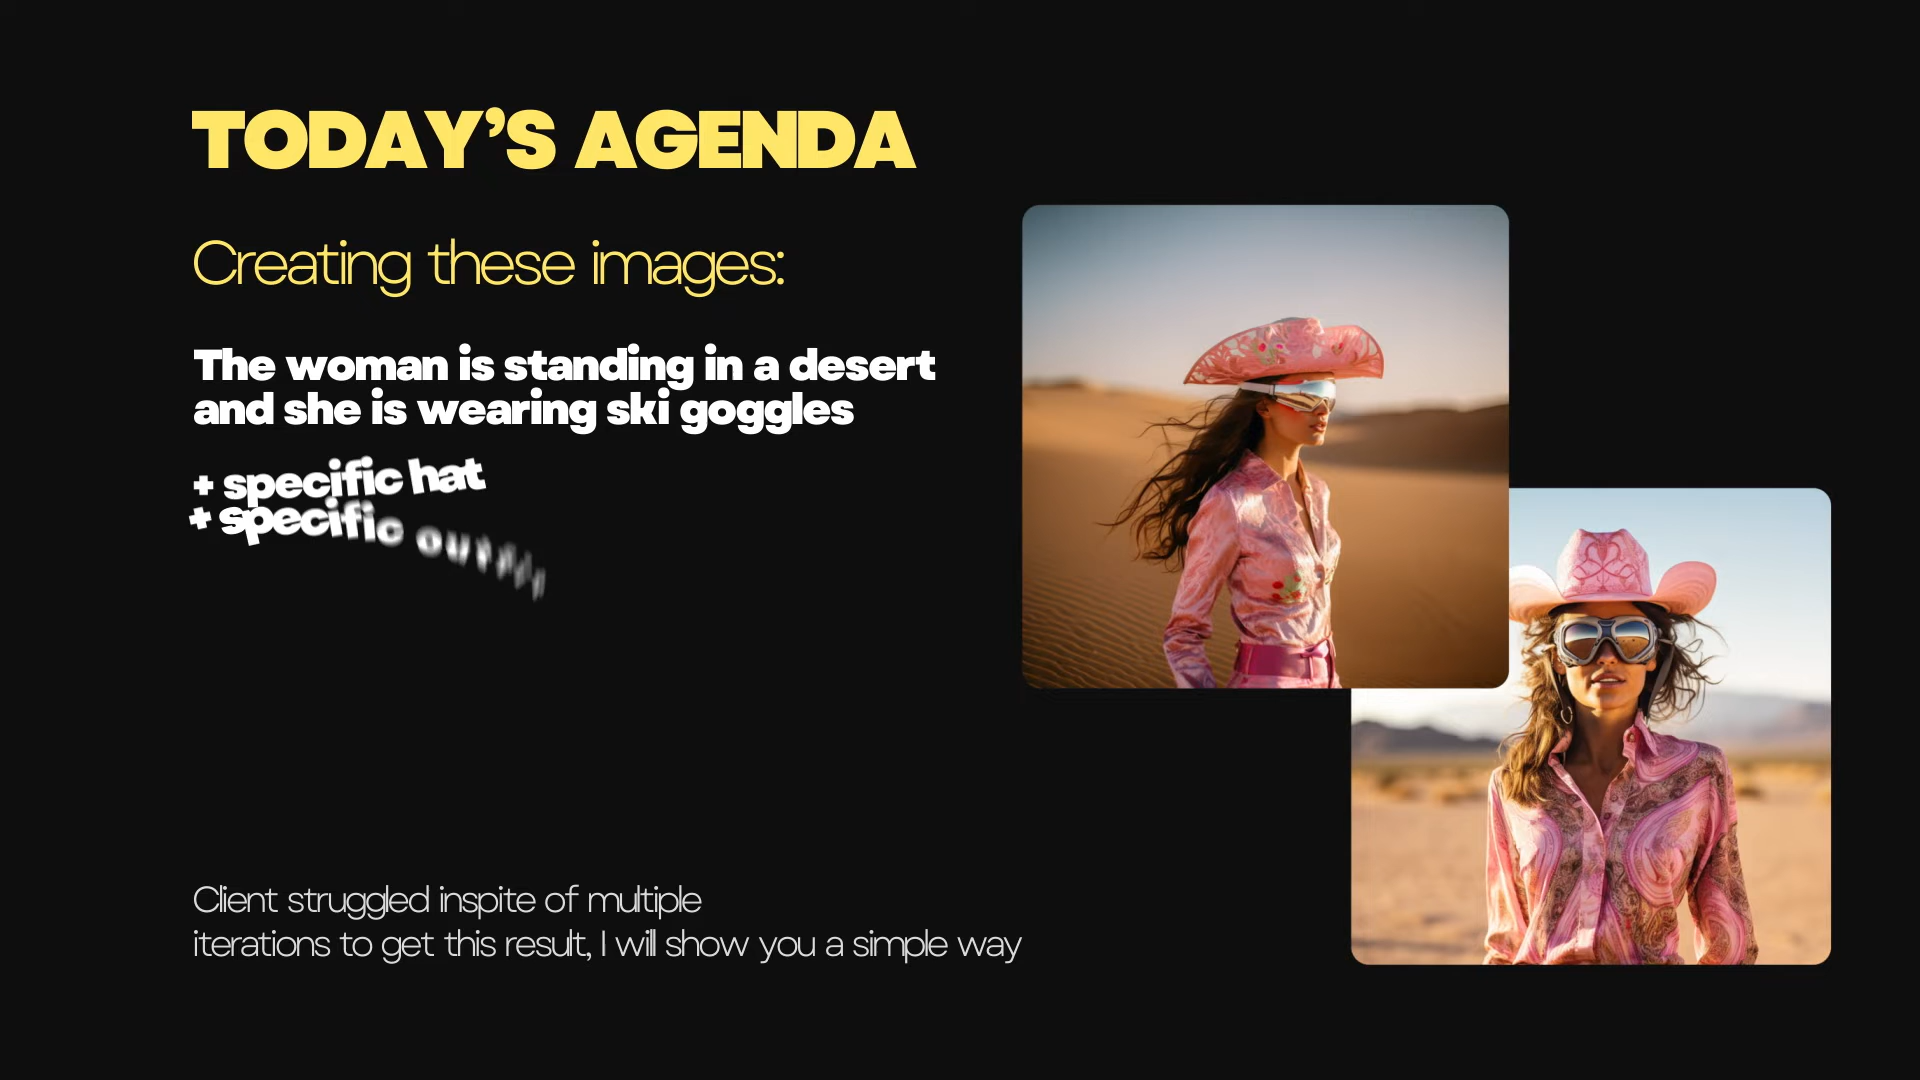 TODAY’S AGENDA
Creating these images:
The woman is standing in a desert
and she is wearing ski goggles
+ specific hat
+ specific outfit
Client struggled inspite of multiple
iterations to get this result, I will show you a simple way